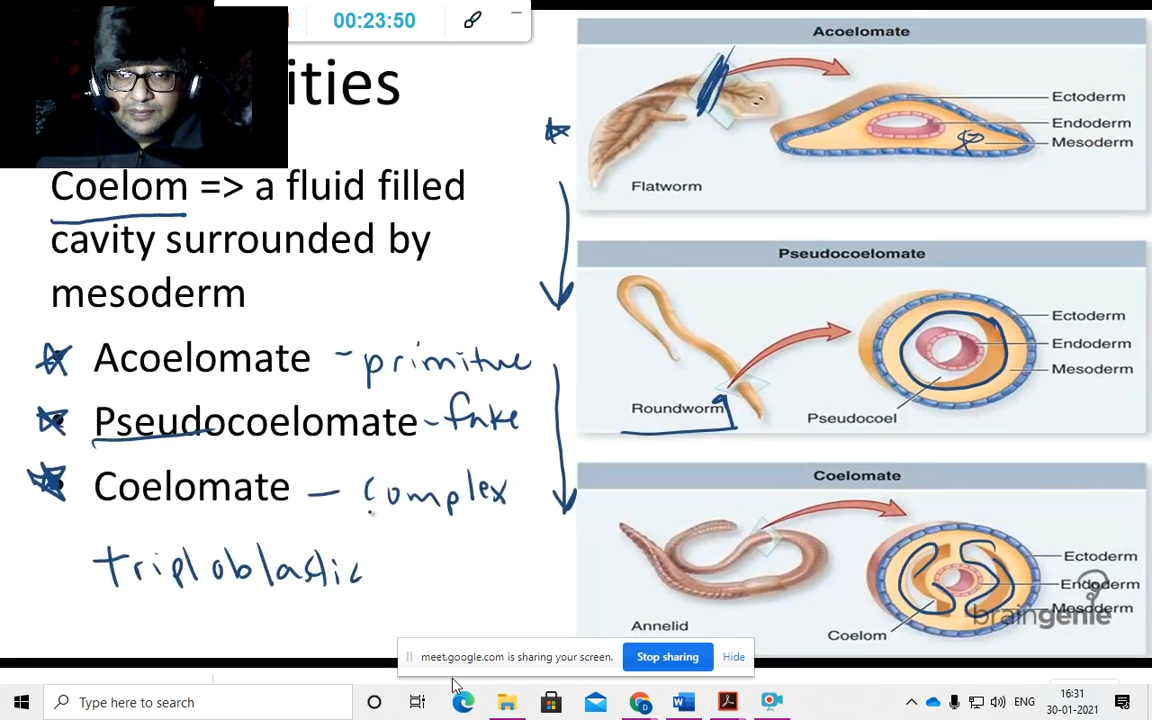 00:23:50
ities
Coelom => a fluid filled
cavity surrounded by
mesoderm
Acoelomate - primitive
Pseudocoelomate - fake
Coelomate - complex
triploblastic
Acoelomate
Ectoderm
Endoderm
Mesoderm
Flatworm
Pseudocoelomate
Ectoderm
Endoderm
Mesoderm
Roundworm
Pseudocoel
Coelomate
Ectoderm
Endoderm
Mesoderm
braingenie
Annelid
Coelom
meet.google.com is sharing your screen. Stop sharing Hide
Type here to search
ENG
16:31
30-01-2021